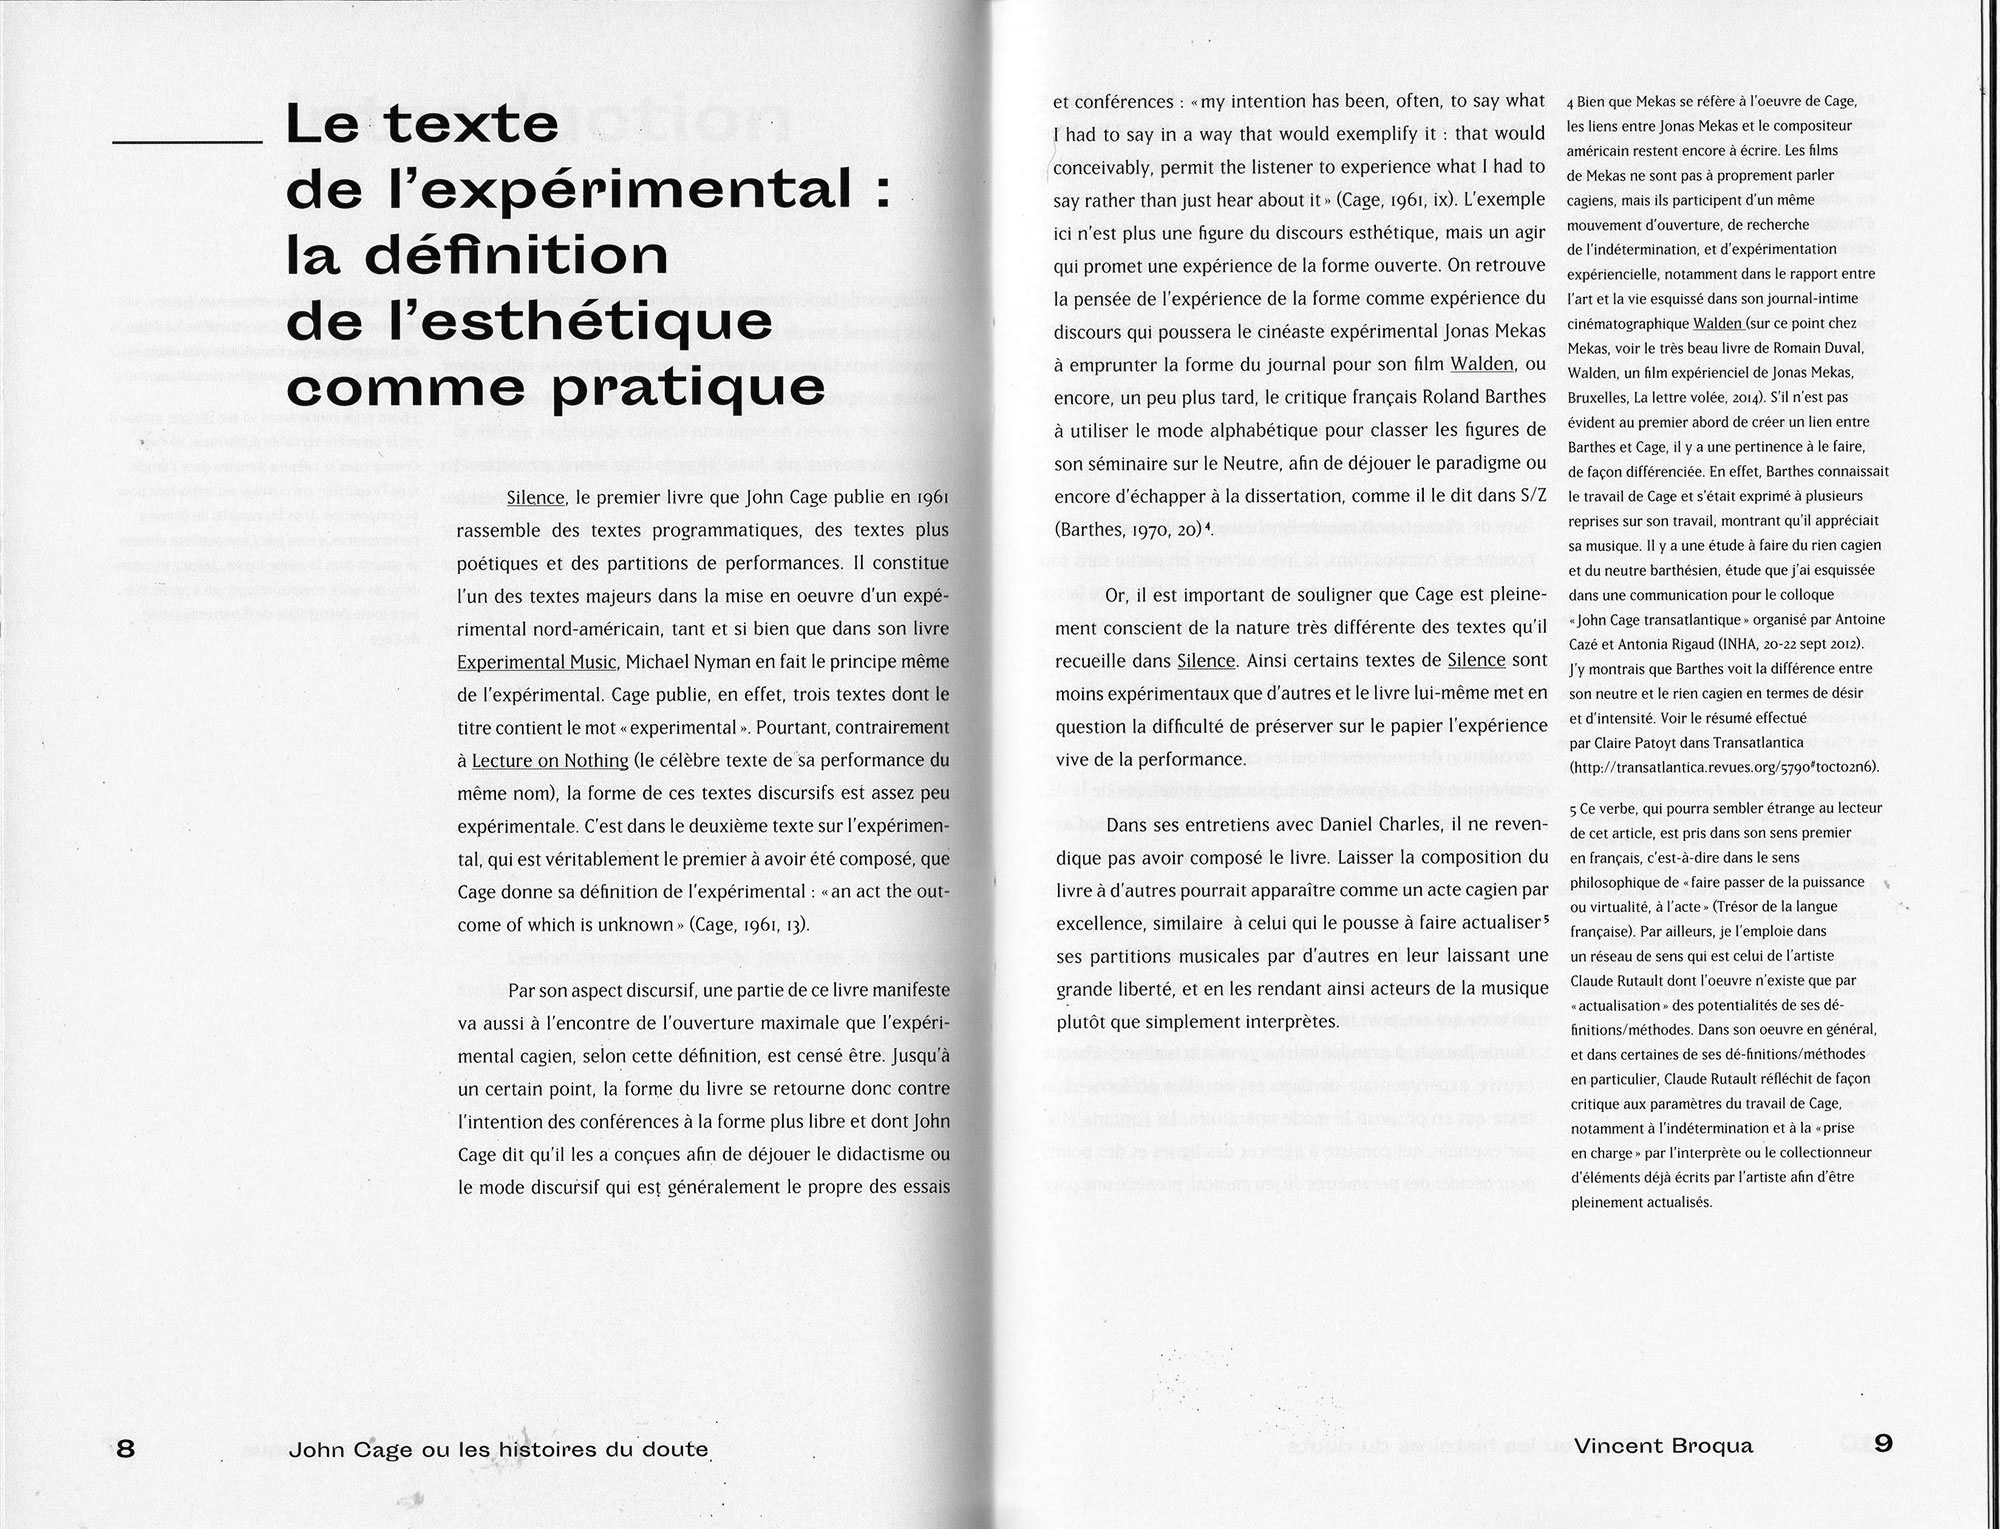 Le texte
de l'expérimental :
la définition
de l'esthétique
comme pratique
Silence, le premier livre que John Cage publie en 1961
rassemble des textes programmatiques, des textes plus
poétiques et des partitions de performances. Il constitue
l'un des textes majeurs dans la mise en oeuvre d'un expé-
rimental nord-américain, tant et si bien que dans son livre
Experimental Music, Michael Nyman en fait le principe même
de l'expérimental. Cage publie, en effet, trois textes dont le
titre contient le mot « experimental ». Pourtant, contrairement
à Lecture on Nothing (le célèbre texte de sa performance du
même nom), la forme de ces textes discursifs est assez peu
expérimentale. C'est dans le deuxième texte sur l'expérimen-
tal, qui est véritablement le premier à avoir été composé, que
Cage donne sa définition de l'expérimental : « an act the out-
come of which is unknown » (Cage, 1961, 13).
Par son aspect discursif, une partie de ce livre manifeste
va aussi à l'encontre de l'ouverture maximale que l'expéri-
mental cagien, selon cette définition, est censé être. Jusqu'à
un certain point, la forme du livre se retourne donc contre
l'intention des conférences à la forme plus libre et dont John
Cage dit qu'il les a conçues afin de déjouer le didactisme ou
le mode discursif qui est généralement le propre des essais
8
John Cage ou les histoires du doute
et conférences : « my intention has been, often, to say what
I had to say in a way that would exemplify it : that would
conceivably, permit the listener to experience what I had to
say rather than just hear about it » (Cage, 1961, ix). L'exemple
ici n'est plus une figure du discours esthétique, mais un agir
qui promet une expérience de la forme ouverte. On retrouve
la pensée de l'expérience de la forme comme expérience du
discours qui poussera le cinéaste expérimental Jonas Mekas
à emprunter la forme du journal pour son film Walden, ou
encore, un peu plus tard, le critique français Roland Barthes
à utiliser le mode alphabétique pour classer les figures de
son séminaire sur le Neutre, afin de déjouer le paradigme ou
encore d'échapper à la dissertation, comme il le dit dans S/Z
(Barthes, 1970, 20)⁴.
Or, il est important de souligner que Cage est pleine-
ment conscient de la nature très différente des textes qu'il
recueille dans Silence. Ainsi certains textes de Silence sont
moins expérimentaux que d'autres et le livre lui-même met en
question la difficulté de préserver sur le papier l'expérience
vive de la performance.
Dans ses entretiens avec Daniel Charles, il ne reven-
dique pas avoir composé le livre. Laisser la composition du
livre à d'autres pourrait apparaître comme un acte cagien par
excellence, similaire à celui qui le pousse à faire actualiser⁵
ses partitions musicales par d'autres en leur laissant une
grande liberté, et en les rendant ainsi acteurs de la musique
plutôt que simplement interprètes.
4 Bien que Mekas se réfère à l'oeuvre de Cage,
les liens entre Jonas Mekas et le compositeur
américain restent encore à écrire. Les films
de Mekas ne sont pas à proprement parler
cagiens, mais ils participent d'un même
mouvement d'ouverture, de recherche
de l'indétermination, et d'expérimentation
expériencielle, notamment dans le rapport entre
l'art et la vie esquissé dans son journal-intime
cinématographique Walden (sur ce point chez
Mekas, voir le très beau livre de Romain Duval,
Walden, un film expérienciel de Jonas Mekas,
Bruxelles, La lettre volée, 2014). S'il n'est pas
évident au premier abord de créer un lien entre
Barthes et Cage, il y a une pertinence à le faire,
de façon différenciée. En effet, Barthes connaissait
le travail de Cage et s'était exprimé à plusieurs
reprises sur son travail, montrant qu'il appréciait
sa musique. Il y a une étude à faire du rien cagien
et du neutre barthésien, étude que j'ai esquissée
dans une communication pour le colloque
« John Cage transatlantique » organisé par Antoine
Cazé et Antonia Rigaud (INHA, 20-22 sept 2012).
J'y montrais que Barthes voit la différence entre
son neutre et le rien cagien en termes de désir
et d'intensité. Voir le résumé effectué
par Claire Patoyt dans Transatlantica
(http://transatlantica.revues.org/5790#tocto2n6).
5 Ce verbe, qui pourra sembler étrange au lecteur
de cet article, est pris dans son sens premier
en français, c'est-à-dire dans le sens
philosophique de « faire passer de la puissance
ou virtualité, à l'acte » (Trésor de la langue
française). Par ailleurs, je l'emploie dans
un réseau de sens qui est celui de l'artiste
Claude Rutault dont l'oeuvre n'existe que par
« actualisation » des potentialités de ses dé-
finitions/méthodes. Dans son oeuvre en général,
et dans certaines de ses dé-finitions/méthodes
en particulier, Claude Rutault réfléchit de façon
critique aux paramètres du travail de Cage,
notamment à l'indétermination et à la « prise
en charge » par l'interprète ou le collectionneur
d'éléments déjà écrits par l'artiste afin d'être
pleinement actualisés.
Vincent Broqua
9